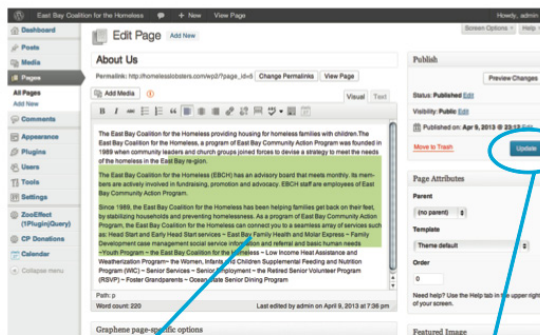 East Bay Coalition for the Homeless + New View Page Howdy, admin
Screen Options Help
Dashboard
Posts
Media
Pages
All Pages
Add New
Comments
Appearance
Plugins
Users
Tools
Settings
ZooEffect
(1Plugin|jQuery)
CP Donations
Calendar
Collapse menu
Edit Page Add New
About Us
Permalink: http://homelesslobsters.com/wp2/?page_id=5 Change Permalinks View Page
Add Media
Visual Text
B I ABC
The East Bay Coalition for the Homeless providing housing for homeless families with children.The
East Bay Coalition for the Homeless, a program of East Bay Community Action Program was founded in
1989 when community leaders and church groups joined forces to devise a strategy to meet the needs
of the homeless in the East Bay re-gion.
The East Bay Coalition for the Homeless (EBCH) has an advisory board that meets monthly. Its mem-
bers are actively involved in fundraising, promotion and advocacy. EBCH staff are employees of East
Bay Community Action Program.
Since 1989, the East Bay Coalition for the Homeless has been helping families get back on their feet,
by stabilizing households and preventing homelessness. As a program of East Bay Community Action
Program, the East Bay Coalition for the Homeless can connect you to a seamless array of services such
as: Head Start and Early Head Start services ~ East Bay Family Health and Molar Express ~ Family
Development case management social service information and referral and basic human needs
~Youth Program ~ the East Bay Coalition for the Homeless ~ Low Income Heat Assistance and
Weatherization Program~ the Women, Infants and Children Supplemental Feeding and Nutrition
Program (WIC) ~ Senior Services ~ Senior Employment ~ the Retired Senior Volunteer Program
(RSVP) ~ Foster Grandparents ~ Ocean State Senior Dining Program
Path: p
Word count: 220 Last edited by admin on April 9, 2013 at 7:36 pm
Graphene page-specific options
Publish
Preview Changes
Status: Published Edit
Visibility: Public Edit
Published on: Apr 9, 2013 @ 23:13 Edit
Move to Trash Update
Page Attributes
Parent
(no parent)
Template
Theme default
Order
0
Need help? Use the Help tab in the upper right
of your screen.
Featured Image